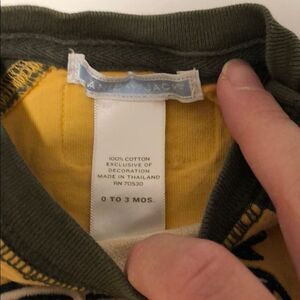 100% COTTON
EXCLUSIVE OF
DECORATION
MADE IN THAILAND
RN 70530
0 TO 3 MOS.